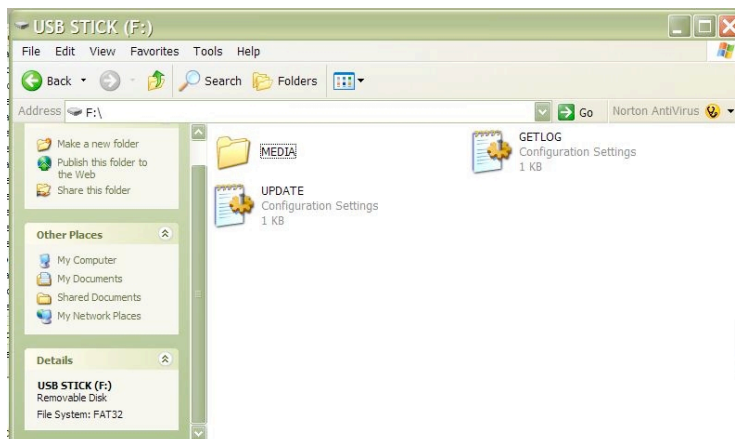 USB STICK (F:)
File Edit View Favorites Tools Help
Back Search Folders
Address F:\ Go Norton AntiVirus
Make a new folder
Publish this folder to
the Web
Share this folder
Other Places
My Computer
My Documents
Shared Documents
My Network Places
Details
USB STICK (F:)
Removable Disk
File System: FAT32
MEDIA
GETLOG
Configuration Settings
1 KB
UPDATE
Configuration Settings
1 KB